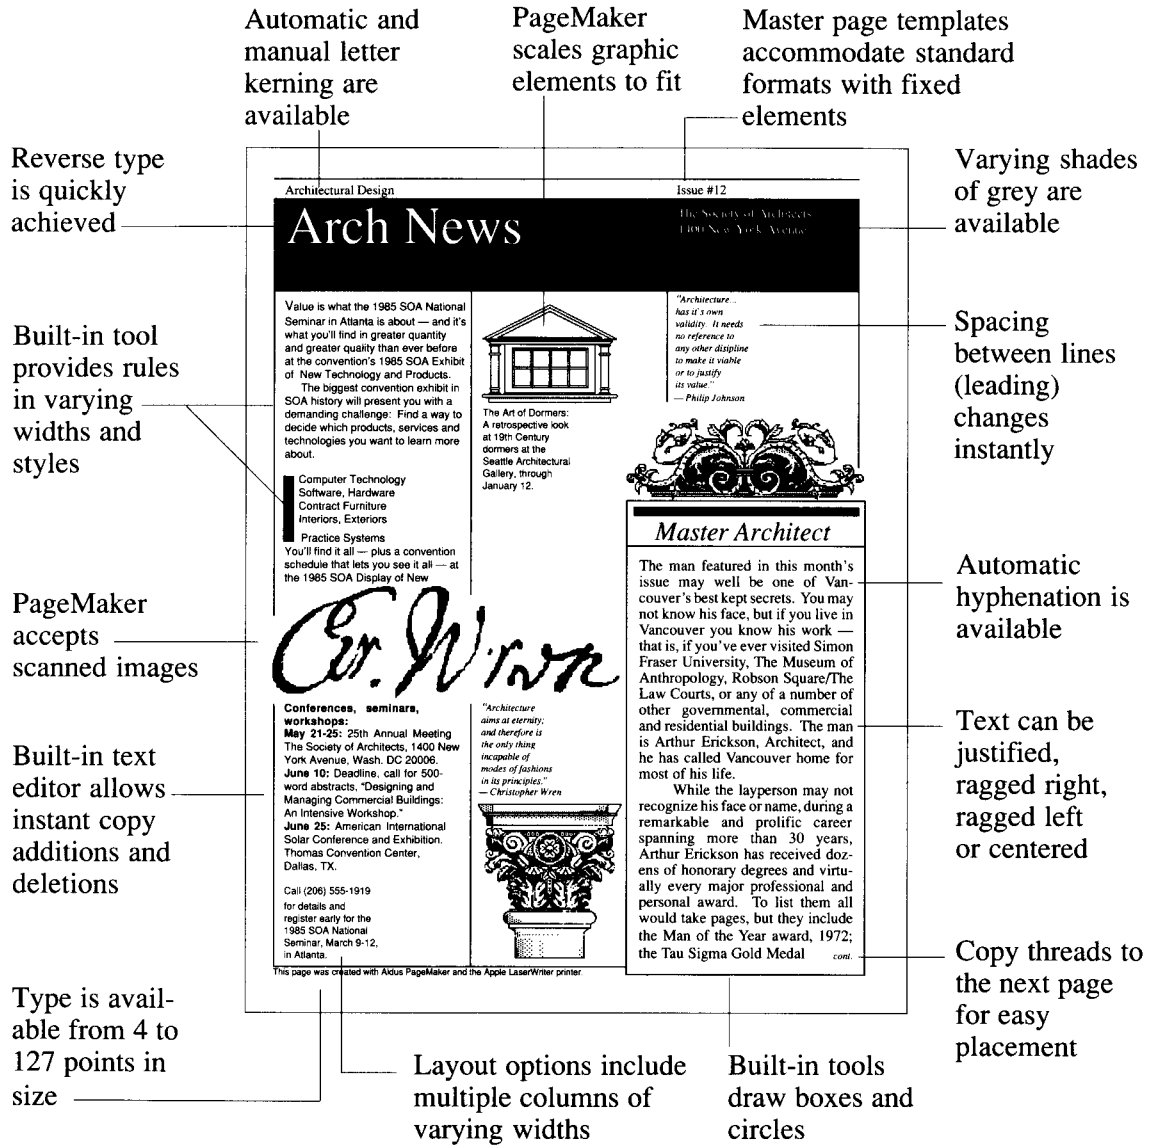 Automatic and
manual letter
kerning are
available
PageMaker
scales graphic
elements to fit
Master page templates
accommodate standard
formats with fixed
elements
Reverse type
is quickly
achieved
Built-in tool
provides rules
in varying
widths and
styles
PageMaker
accepts
scanned images
Built-in text
editor allows
instant copy
additions and
deletions
Type is avail-
able from 4 to
127 points in
size
Architectural Design
Issue #12
Arch News
The Society of Architects
1400 New York Avenue
Value is what the 1985 SOA National
Seminar in Atlanta is about — and it's
what you'll find in greater quantity
and greater quality than ever before
at the convention's 1985 SOA Exhibit
of New Technology and Products.
The biggest convention exhibit in
SOA history will present you with a
demanding challenge: Find a way to
decide which products, services and
technologies you want to learn more
about.
Computer Technology
Software, Hardware
Contract Furniture
Interiors, Exteriors
Practice Systems
You'll find it all — plus a convention
schedule that lets you see it all — at
the 1985 SOA Display of New
Cr. Wren
Conferences, seminars,
workshops:
May 21-25: 25th Annual Meeting
The Society of Architects, 1400 New
York Avenue, Wash. DC 20006.
June 10: Deadline, call for 500-
word abstracts, "Designing and
Managing Commercial Buildings:
An Intensive Workshop."
June 25: American International
Solar Conference and Exhibition.
Thomas Convention Center,
Dallas, TX.
Call (206) 555-1919
for details and
register early for the
1985 SOA National
Seminar, March 9-12,
in Atlanta.
The Art of Dormers:
A retrospective look
at 19th Century
dormers at the
Seattle Architectural
Gallery, through
January 12.
"Architecture
aims at eternity;
and therefore is
the only thing
incapable of
modes of fashions
in its principles."
— Christopher Wren
"Architecture...
has it's own
validity. It needs
no reference to
any other disipline
to make it viable
or to justify
its value."
— Philip Johnson
Master Architect
The man featured in this month's
issue may well be one of Van-
couver's best kept secrets. You may
not know his face, but if you live in
Vancouver you know his work —
that is, if you've ever visited Simon
Fraser University, The Museum of
Anthropology, Robson Square/The
Law Courts, or any of a number of
other governmental, commercial
and residential buildings. The man
is Arthur Erickson, Architect, and
he has called Vancouver home for
most of his life.
While the layperson may not
recognize his face or name, during a
remarkable and prolific career
spanning more than 30 years,
Arthur Erickson has received doz-
ens of honorary degrees and virtu-
ally every major professional and
personal award. To list them all
would take pages, but they include
the Man of the Year award, 1972;
the Tau Sigma Gold Medal cont.
This page was created with Aldus PageMaker and the Apple LaserWriter printer.
Varying shades
of grey are
available
Spacing
between lines
(leading)
changes
instantly
Automatic
hyphenation is
available
Text can be
justified,
ragged right,
ragged left
or centered
Copy threads to
the next page
for easy
placement
Layout options include
multiple columns of
varying widths
Built-in tools
draw boxes and
circles